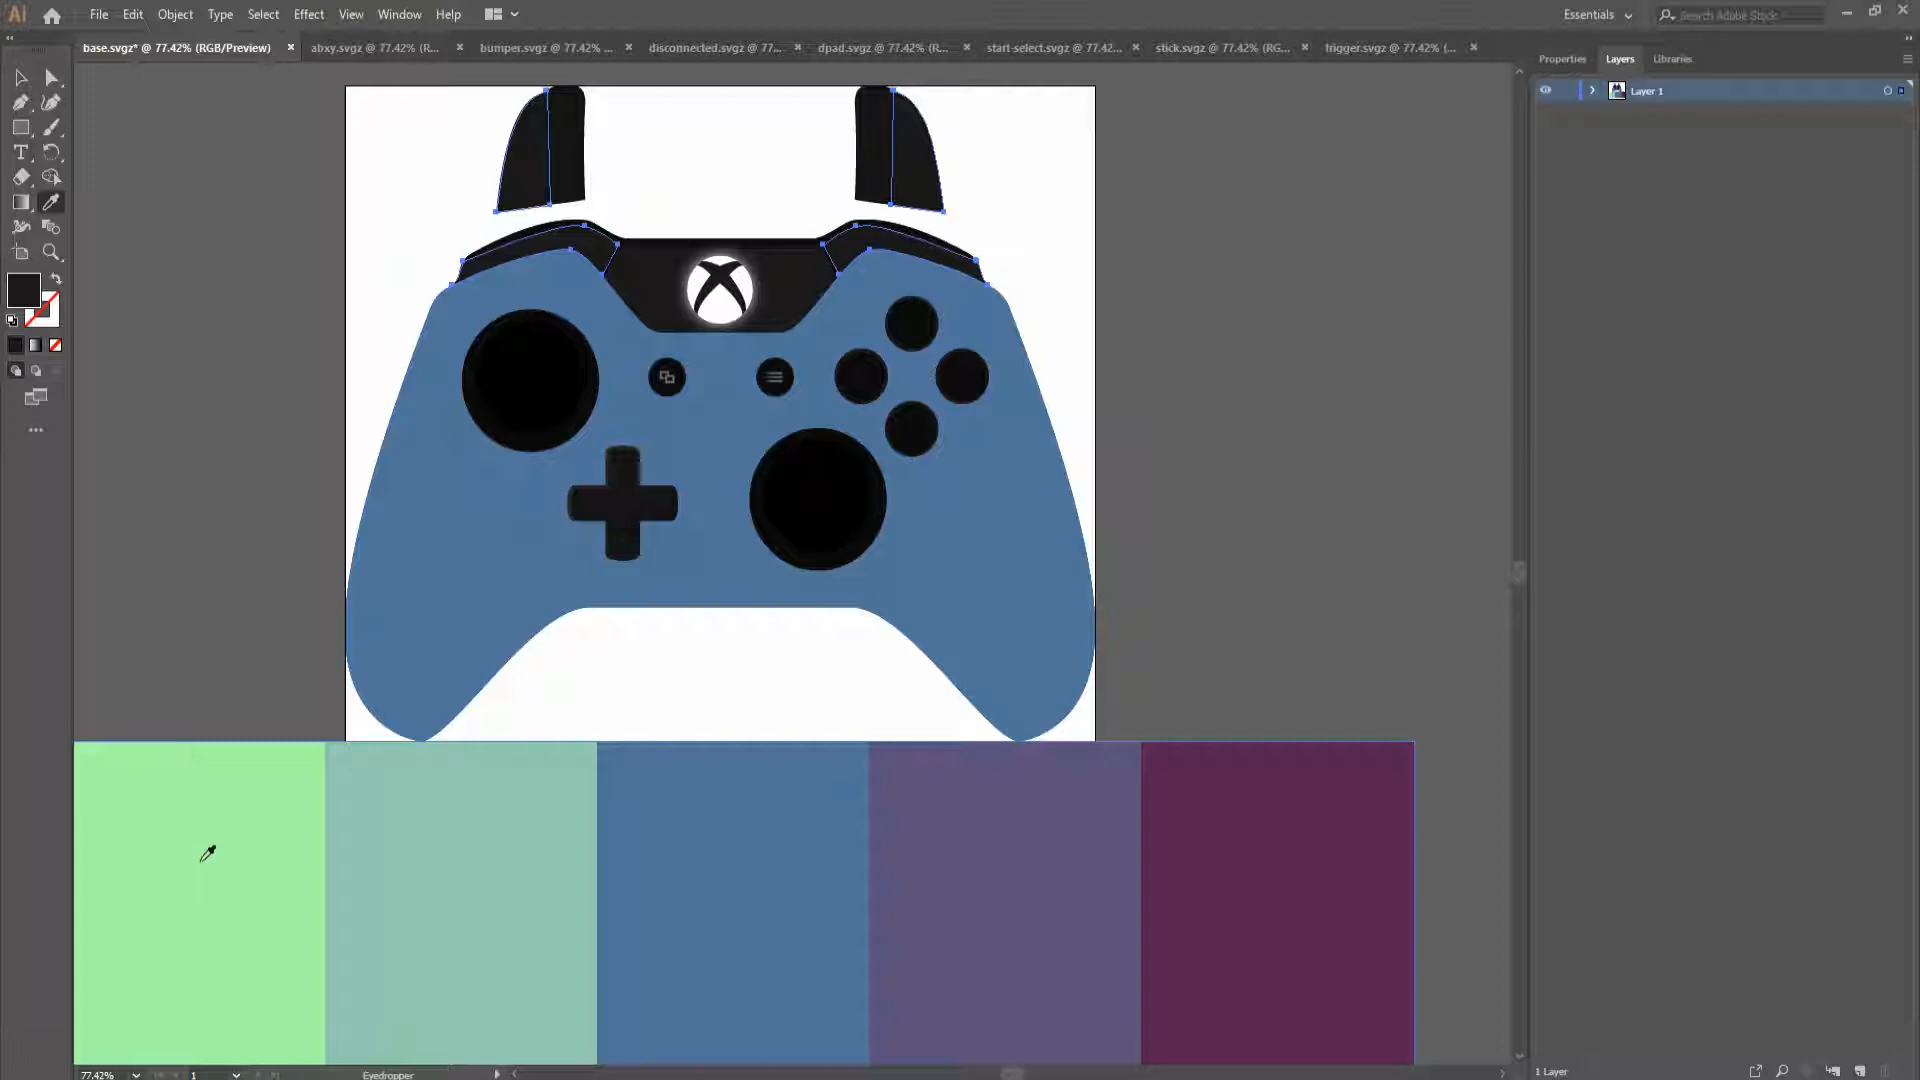 Ai File Edit Object Type Select Effect View Window Help Essentials Search Adobe Stock
base.svgz* @ 77.42% (RGB/Preview) abxy.svgz @ 77.42% (R... bumper.svgz @ 77.42% ... disconnected.svgz @ 77.... dpad.svgz @ 77.42% (R... start-select.svgz @ 77.42... stick.svgz @ 77.42% (RG... trigger.svgz @ 77.42% (...
Properties Layers Libraries
Layer 1
77.42% 1 Eyedropper
1 Layer